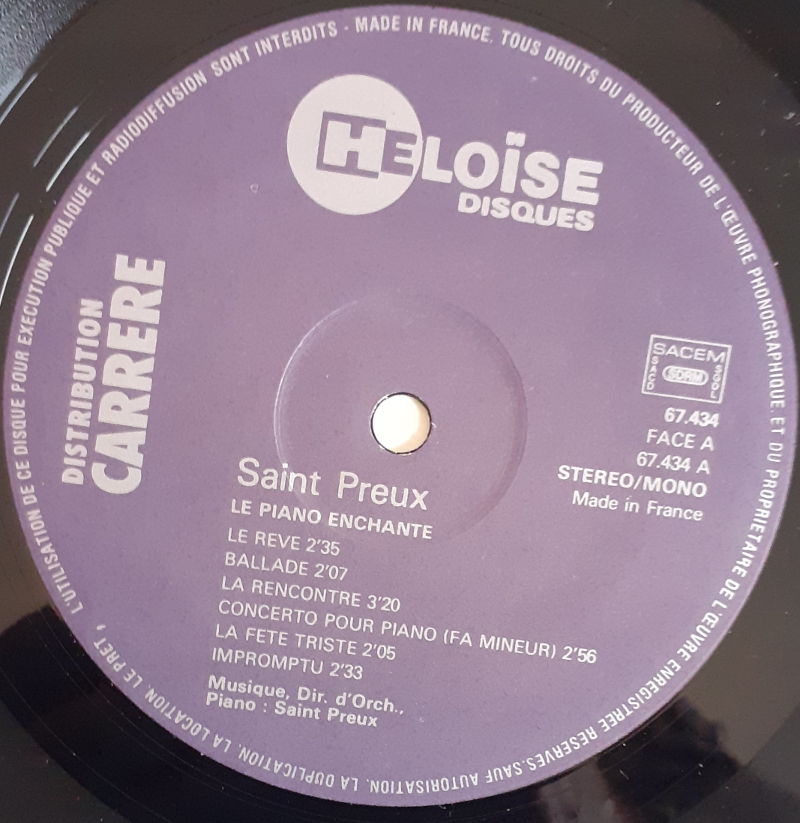 HELOÏSE
DISQUES
DISTRIBUTION
CARRERE
SACEM
SACD
SDRM
SGDL
67.434
FACE A
67.434 A
STEREO/MONO
Made in France
Saint Preux
LE PIANO ENCHANTE
LE REVE 2'35
BALLADE 2'07
LA RENCONTRE 3'20
CONCERTO POUR PIANO (FA MINEUR) 2'56
LA FETE TRISTE 2'05
IMPROMPTU 2'33
Musique, Dir. d'Orch.,
Piano : Saint Preux
MADE IN FRANCE. TOUS DROITS DU PRODUCTEUR DE L'ŒUVRE PHONOGRAPHIQUE ET DU PROPRIETAIRE DE L'ŒUVRE ENREGISTREE RESERVES. SAUF AUTORISATION. LA DUPLICATION. LA LOCATION. LE PRET, L'UTILISATION DE CE DISQUE POUR EXECUTION PUBLIQUE ET RADIODIFFUSION SONT INTERDITS -